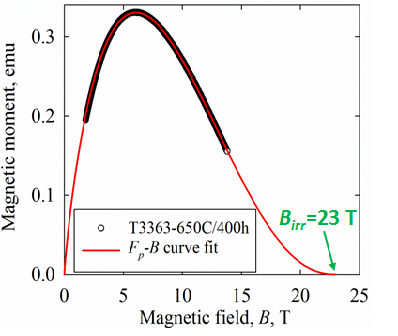 Magnetic moment, emu
0.3
0.2
0.1
0.0
T3363-650C/400h
Fp-B curve fit
Birr=23 T
0 5 10 15 20 25
Magnetic field, B, T